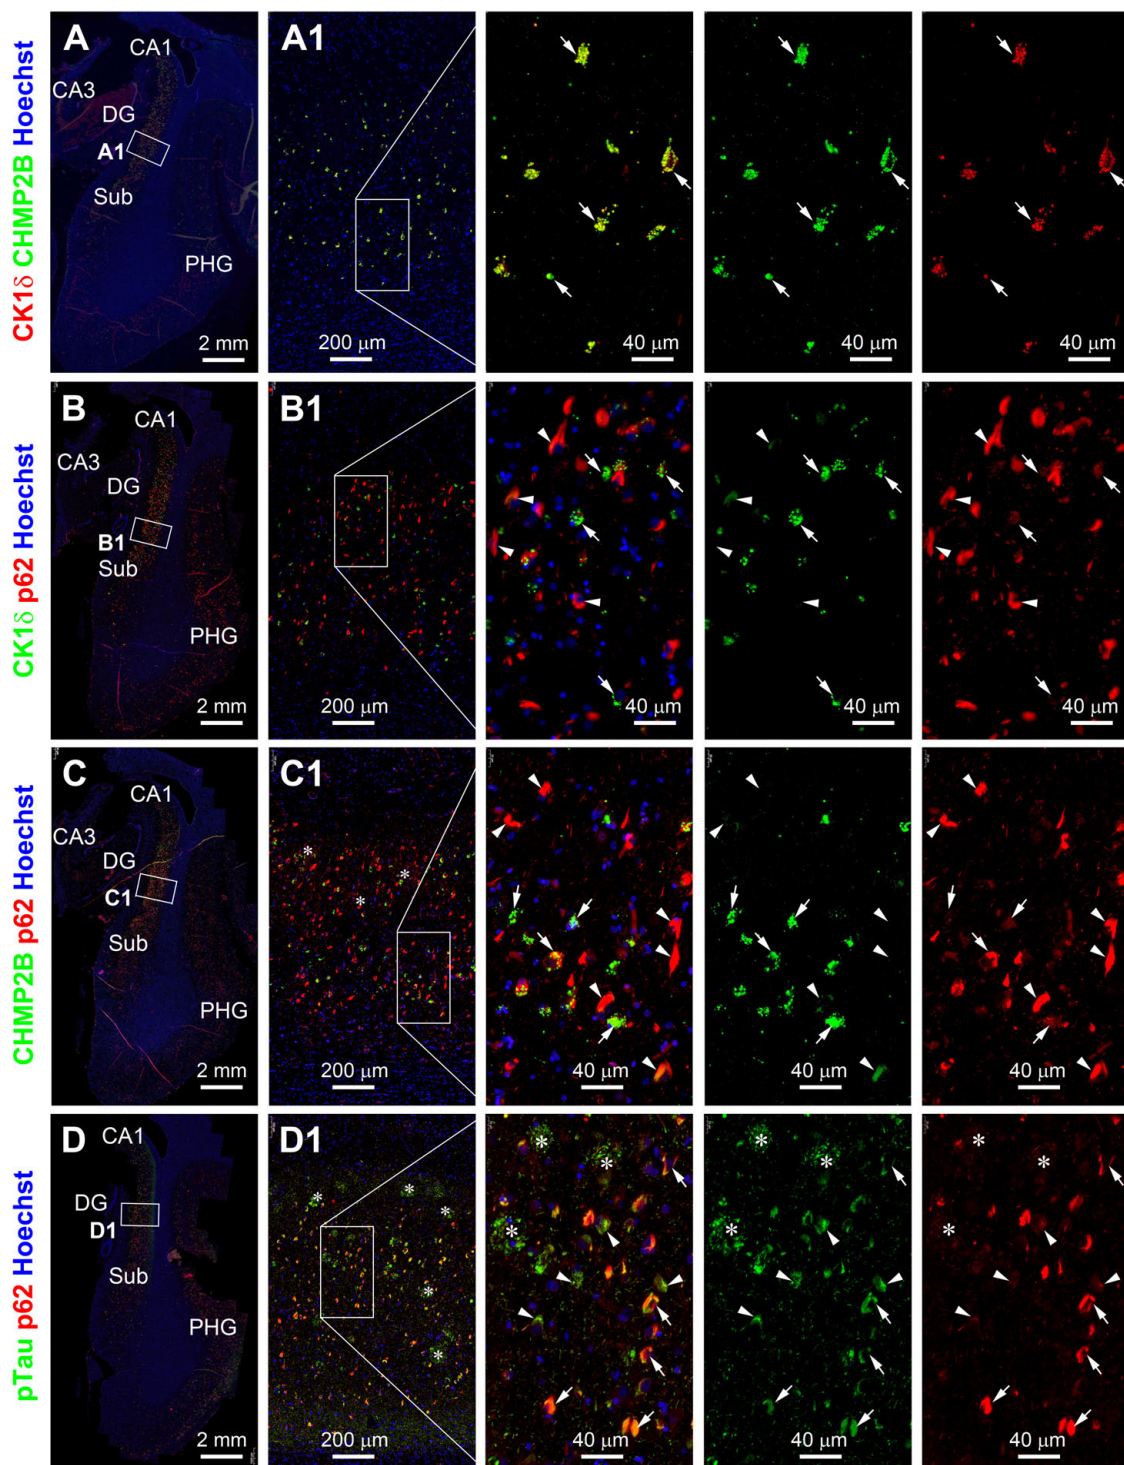 CK1δ CHMP2B Hoechst
A
CA1
CA3
DG
A1
Sub
PHG
2 mm
A1
200 μm
40 μm
40 μm
40 μm
CK1δ p62 Hoechst
B
CA1
CA3
DG
B1
Sub
PHG
2 mm
B1
200 μm
40 μm
40 μm
40 μm
CHMP2B p62 Hoechst
C
CA1
CA3
DG
C1
Sub
PHG
2 mm
C1
* * *
200 μm
40 μm
40 μm
40 μm
pTau p62 Hoechst
D
CA1
DG
D1
Sub
PHG
2 mm
D1
* * * * *
200 μm
* * *
40 μm
* * *
40 μm
* * *
40 μm